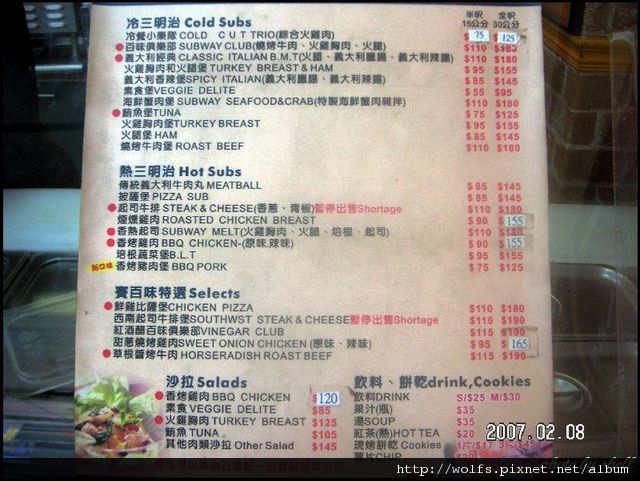 冷三明治 Cold Subs 半呎 15公分 全呎 30公分
冷餐小樂隊 COLD CUT TRIO(綜合火雞肉) 75 125
百味俱樂部 SUBWAY CLUB(燒烤牛肉、火雞胸肉、火腿) $110 $180
義大利經典 CLASSIC ITALIAN B.M.T(火腿、義大利臘腸、義大利辣腸) $110 $180
火雞胸肉和火腿堡 TURKEY BREAST & HAM $95 $155
義大利香辣堡SPICY ITALIAN(義大利臘腸、義大利辣腸) $85 $155
素食堡VEGGIE DELITE $55 $95
海鮮蟹肉堡 SUBWAY SEAFOOD&CRAB(特製海鮮蟹肉雜拌) $110 $180
鮪魚堡TUNA $75 $125
火雞胸肉堡TURKEY BREAST $95 $155
火腿堡 HAM $85 $145
燒烤牛肉堡 ROAST BEEF $110 $180
熱三明治 Hot Subs
傳統義大利牛肉丸 MEATBALL $85 $145
披薩堡 PIZZA SUB $85 $145
起司牛排 STEAK & CHEESE(香蔥、青椒)暫停出售Shortage $110 $180
煙燻雞肉 ROASTED CHICKEN BREAST $90 155
香熱起司 SUBWAY MELT(火雞胸肉、火腿、培根、起司) $110 $180
香烤雞肉 BBQ CHICKEN-(原味.辣味) $90 155
培根蔬菜堡B.L.T $95 $155
新口味 香烤豬肉堡 BBQ PORK $75 $125
賽百味特選 Selects
鮮雞比薩堡 CHICKEN PIZZA $110 $180
西南起司牛排堡SOUTHWST STEAK & CHEESE暫停出售Shortage $115 $190
紅酒醋百味俱樂部VINEGAR CLUB $115 $190
甜蔥燒烤雞肉SWEET ONION CHICKEN (原味、辣味) $95 165
草根醬烤牛肉 HORSERADISH ROAST BEEF $115 $195
沙拉 Salads
香烤雞肉 BBQ CHICKEN $120
素食 VEGGIE DELITE $85
火雞胸肉 TURKEY BREAST $125
鮪魚 TUNA $105
其他肉類沙拉 Other Salad $145
飲料、餅乾drink,Cookies
飲料DRINK S/$25 M/$30
果汁(瓶) $35
湯SOUP $35
紅茶(熱)HOT TEA $20
現烤餅乾 Cookies 1片/$17 3片/$45
薯片CHIP
2007.02.08
http://wolfs.pixnet.net/album